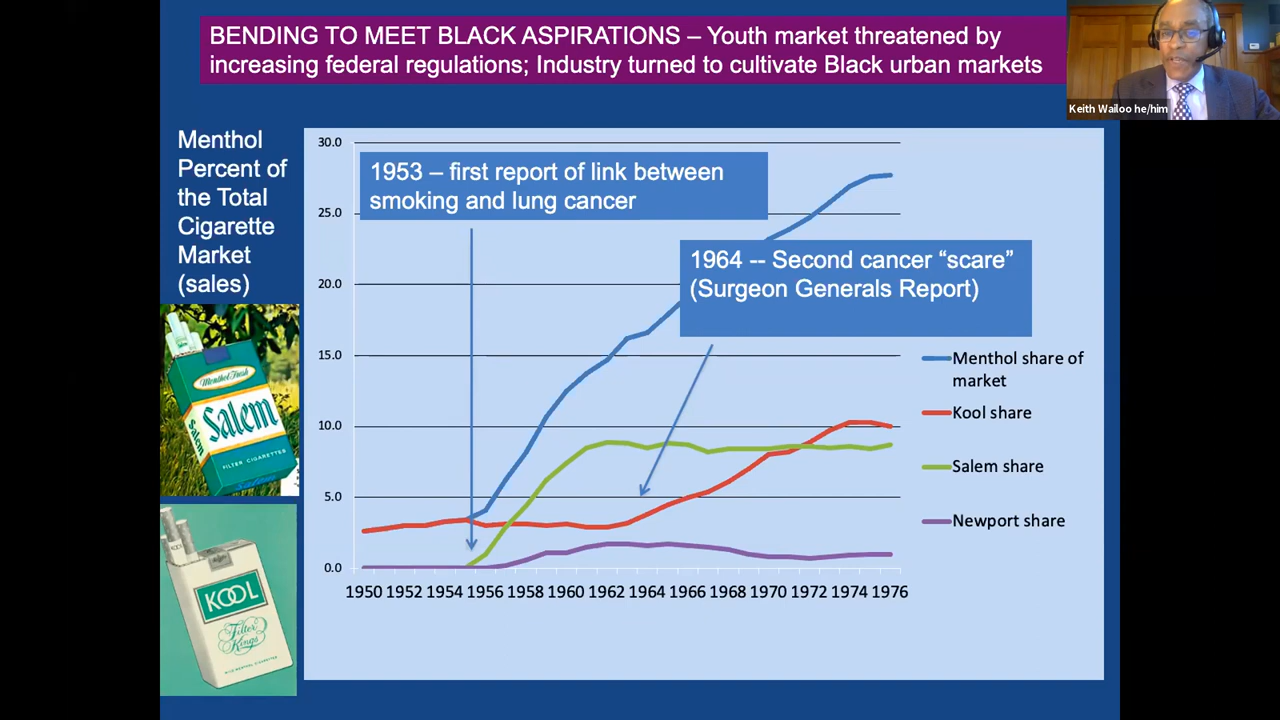 BENDING TO MEET BLACK ASPIRATIONS – Youth market threatened by
increasing federal regulations; Industry turned to cultivate Black urban markets
Keith Wailoo he/him
Menthol
Percent of
the Total
Cigarette
Market
(sales)
30.0
25.0
20.0
15.0
10.0
5.0
0.0
1953 – first report of link between
smoking and lung cancer
1964 -- Second cancer “scare”
(Surgeon Generals Report)
Menthol share of
market
Kool share
Salem share
Newport share
1950 1952 1954 1956 1958 1960 1962 1964 1966 1968 1970 1972 1974 1976
Menthol Fresh
Salem
Salem
FILTER CIGARETTES
KOOL
KOOL
Filter
Kings